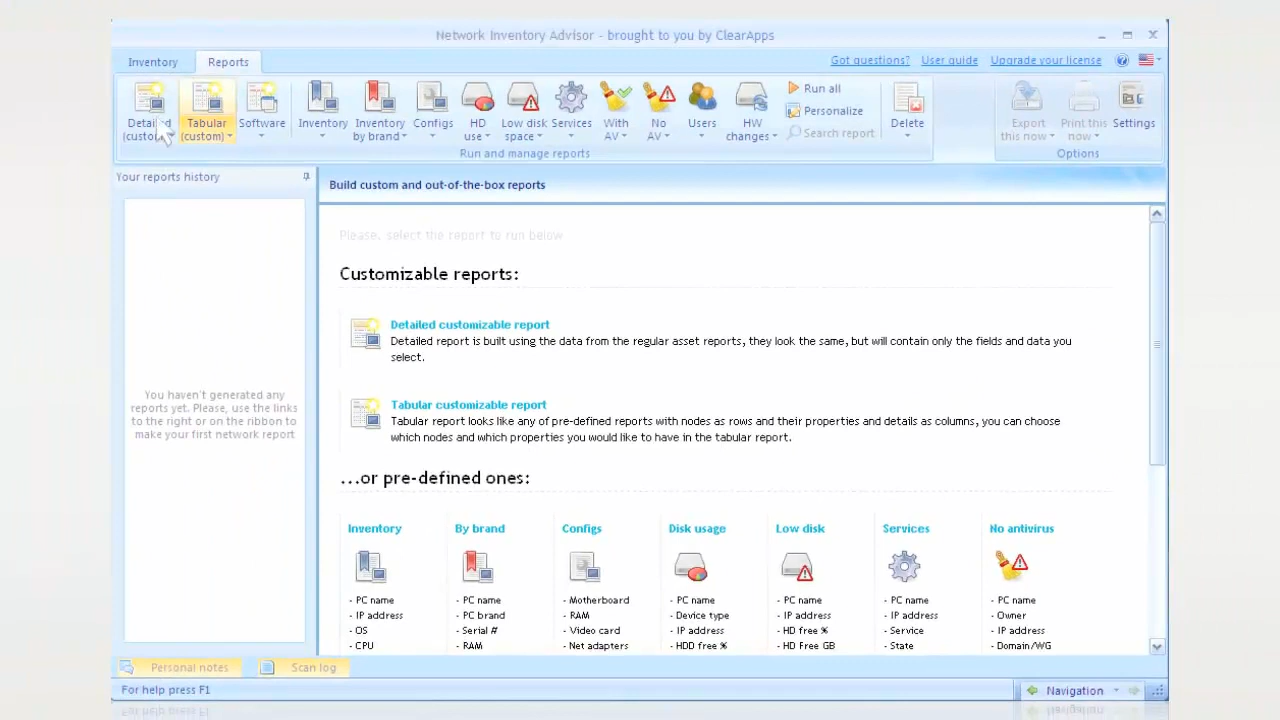 Network Inventory Advisor - brought to you by ClearApps
Inventory
Reports
Got questions?
User guide
Upgrade your license
Detailed
(custom)
Tabular
(custom)
Software
Inventory
Inventory
by brand
Configs
HD
use
Low disk
space
Services
With
AV
No
AV
Users
HW
changes
Run all
Personalize
Search report
Delete
Export
this now
Print this
now
Settings
Run and manage reports
Options
Your reports history
Build custom and out-of-the-box reports
Please, select the report to run below
Customizable reports:
Detailed customizable report
Detailed report is built using the data from the regular asset reports, they look the same, but will contain only the fields and data you
select.
Tabular customizable report
Tabular report looks like any of pre-defined reports with nodes as rows and their properties and details as columns, you can choose
which nodes and which properties you would like to have in the tabular report.
You haven't generated any
reports yet. Please, use the links
to the right or on the ribbon to
make your first network report
...or pre-defined ones:
Inventory
- PC name
- IP address
- OS
- CPU
By brand
- PC name
- PC brand
- Serial #
- RAM
Configs
- Motherboard
- RAM
- Video card
- Net adapters
Disk usage
- PC name
- Device type
- IP address
- HDD free %
Low disk
- PC name
- IP address
- HD free %
- HD Free GB
Services
- PC name
- IP address
- Service
- State
No antivirus
- PC name
- Owner
- IP address
- Domain/WG
Personal notes
Scan log
For help press F1
Navigation